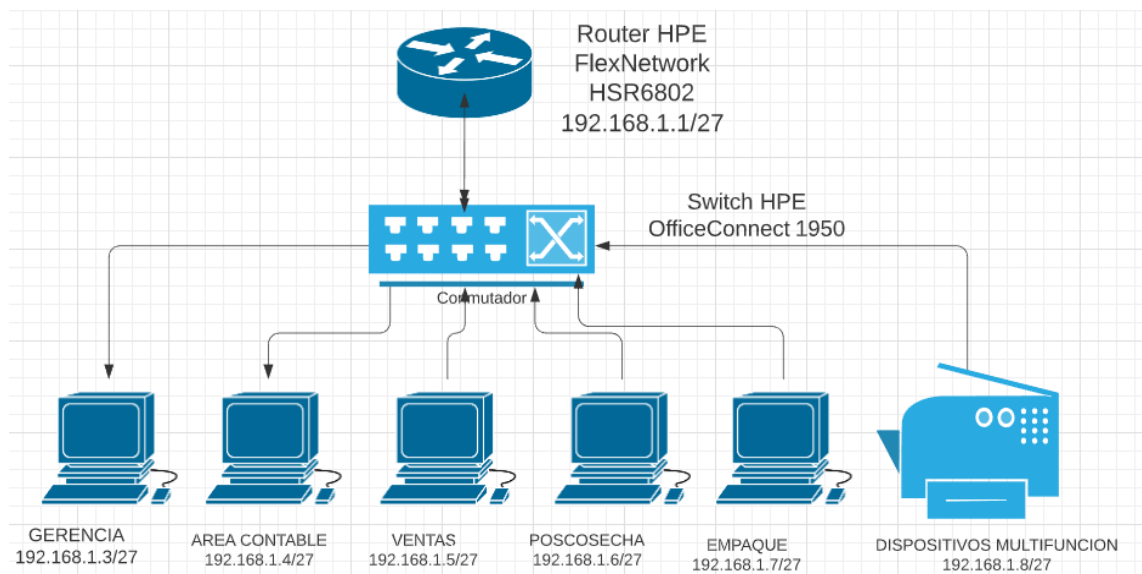 Router HPE
FlexNetwork
HSR6802
192.168.1.1/27
Switch HPE
OfficeConnect 1950
Conmutador
GERENCIA
192.168.1.3/27
AREA CONTABLE
192.168.1.4/27
VENTAS
192.168.1.5/27
POSCOSECHA
192.168.1.6/27
EMPAQUE
192.168.1.7/27
DISPOSITIVOS MULTIFUNCION
192.168.1.8/27